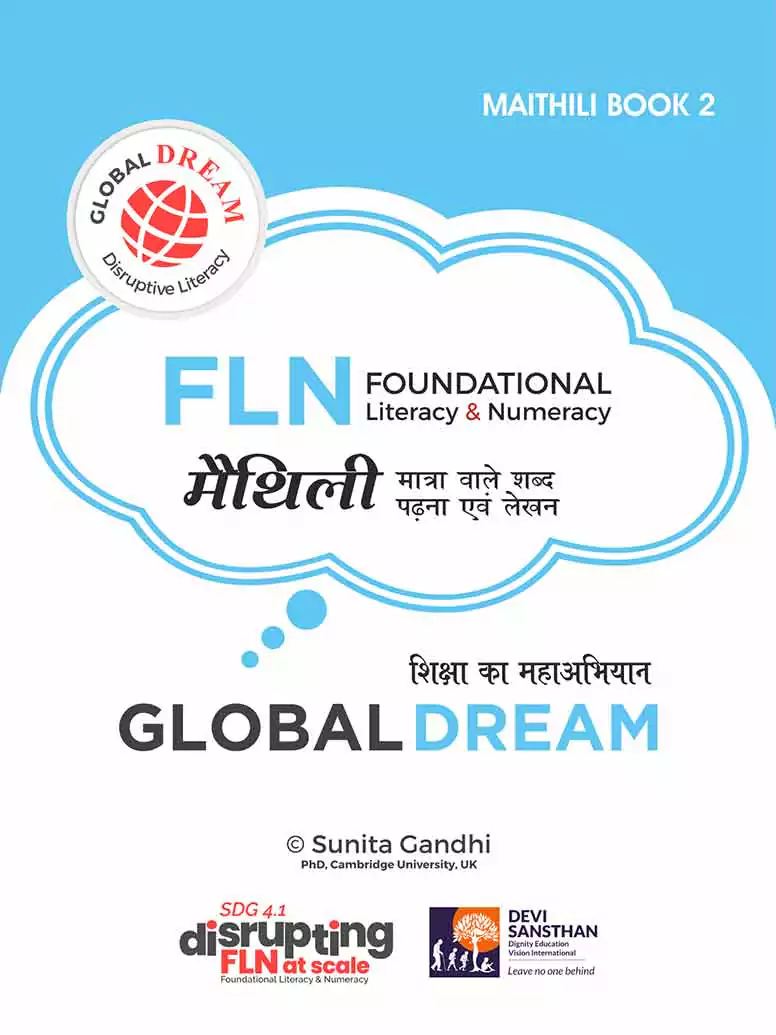 MAITHILI BOOK 2
GLOBAL DREAM
Disruptive Literacy
FLN FOUNDATIONAL
Literacy & Numeracy
मैथिली मात्रा वाले शब्द
पढ़ना एवं लेखन
शिक्षा का महाअभियान
GLOBAL DREAM
© Sunita Gandhi
PhD, Cambridge University, UK
SDG 4.1
disrupting
FLN at scale
Foundational Literacy & Numeracy
DEVI
SANSTHAN
Dignity Education
Vision International
Leave no one behind